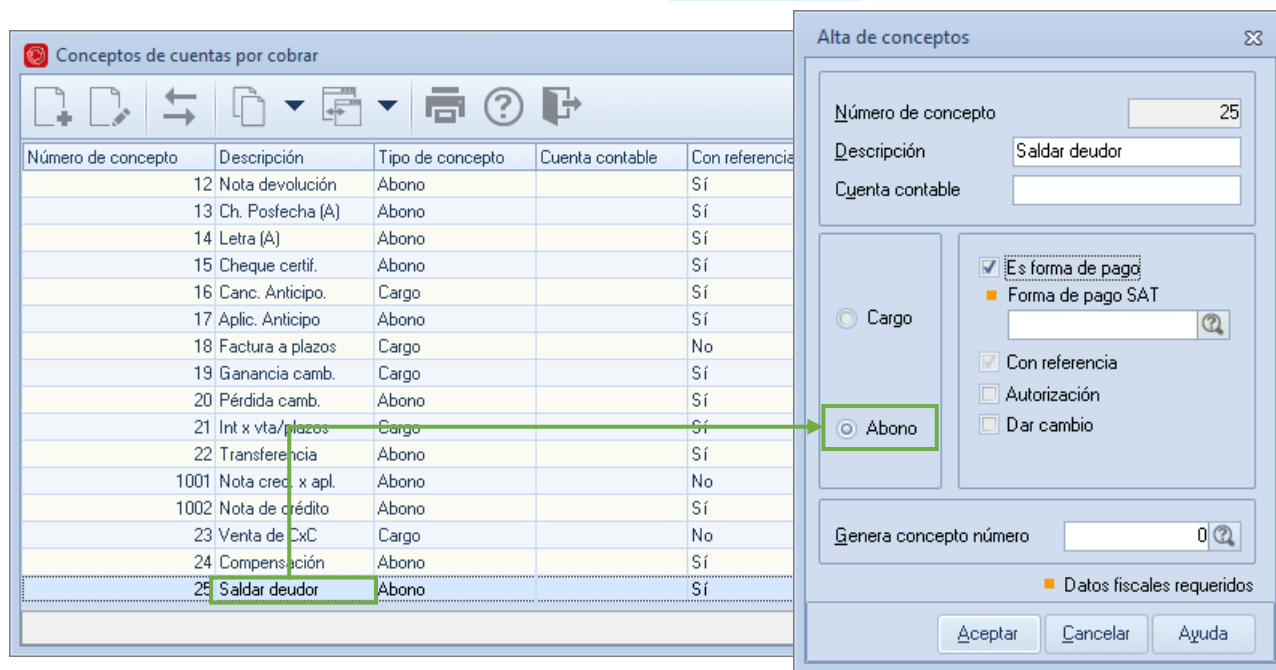 Conceptos de cuentas por cobrar
Número de concepto Descripción Tipo de concepto Cuenta contable Con referencia
12 Nota devolución Abono Sí
13 Ch. Posfecha (A) Abono Sí
14 Letra (A) Abono Sí
15 Cheque certif. Abono Sí
16 Canc. Anticipo. Cargo Sí
17 Aplic. Anticipo Abono Sí
18 Factura a plazos Cargo No
19 Ganancia camb. Cargo Sí
20 Pérdida camb. Abono Sí
21 Int x vta/plazos Cargo Sí
22 Transferencia Abono Sí
1001 Nota cred. x apl. Abono No
1002 Nota de crédito Abono Sí
23 Venta de CxC Cargo No
24 Compensación Abono Sí
25 Saldar deudor Abono Sí
Alta de conceptos
Número de concepto 25
Descripción Saldar deudor
Cuenta contable
Cargo
Abono
Es forma de pago
Forma de pago SAT
Con referencia
Autorización
Dar cambio
Genera concepto número 0
Datos fiscales requeridos
Aceptar Cancelar Ayuda